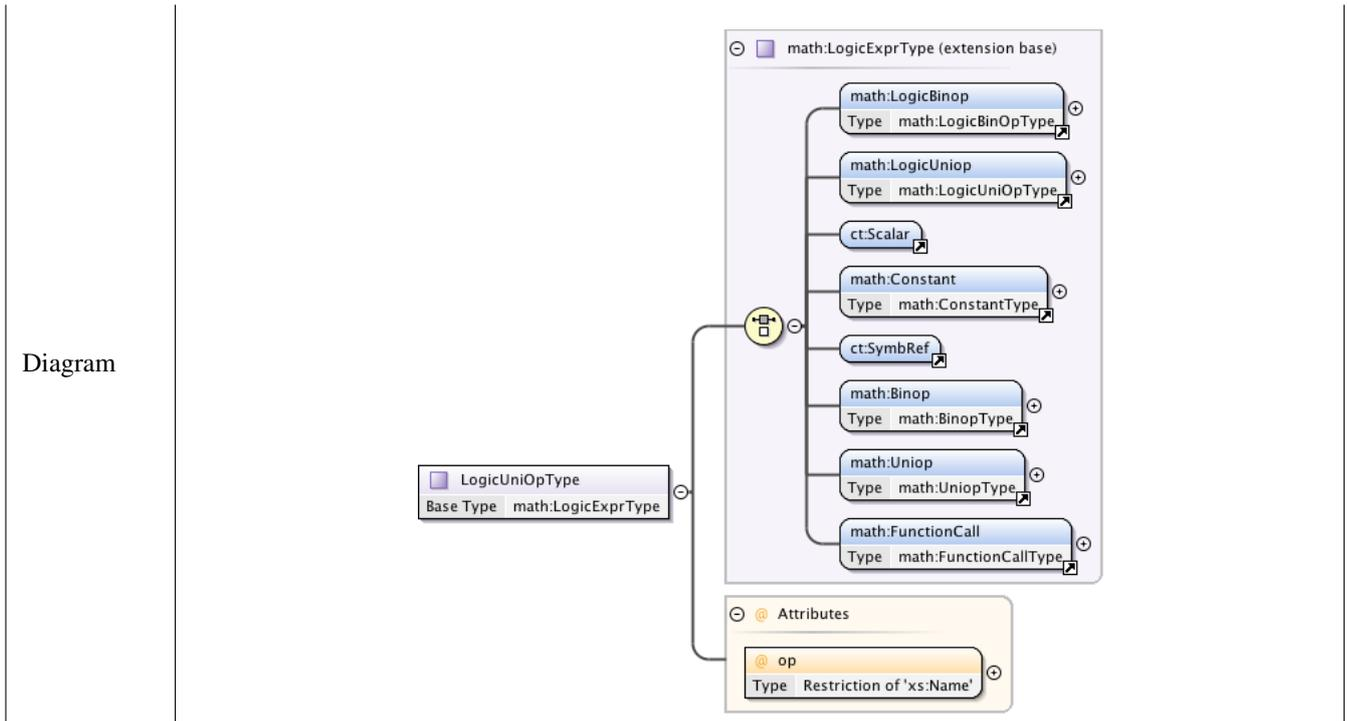 math:LogicExprType (extension base)
math:LogicBinop
Type math:LogicBinOpType
math:LogicUniop
Type math:LogicUniOpType
ct:Scalar
math:Constant
Type math:ConstantType
ct:SymbRef
Diagram
math:Binop
Type math:BinopType
math:Uniop
Type math:UniopType
LogicUniOpType
Base Type math:LogicExprType
math:FunctionCall
Type math:FunctionCallType
@ Attributes
@ op
Type Restriction of 'xs:Name'